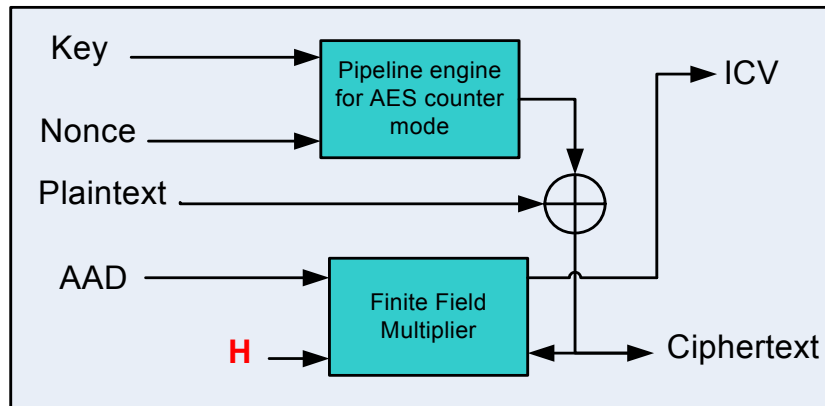 Key
Pipeline engine
for AES counter
mode
ICV
Nonce
Plaintext
AAD
Finite Field
Multiplier
H
Ciphertext